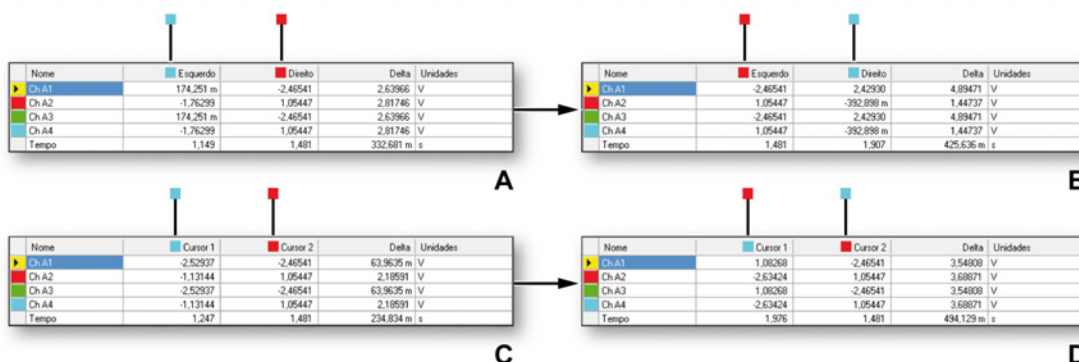 Nome Esquerdo Direito Delta Unidades
Ch A1 174,251 m -2,46541 2,63966 V
Ch A2 -1,76299 1,05447 2,81746 V
Ch A3 174,251 m -2,46541 2,63966 V
Ch A4 -1,76299 1,05447 2,81746 V
Tempo 1,149 1,481 332,681 m s
A
Nome Esquerdo Direito Delta Unidades
Ch A1 -2,46541 2,42930 4,89471 V
Ch A2 1,05447 -392,898 m 1,44737 V
Ch A3 -2,46541 2,42930 4,89471 V
Ch A4 1,05447 -392,898 m 1,44737 V
Tempo 1,481 1,907 425,636 m s
B
Nome Cursor 1 Cursor 2 Delta Unidades
Ch A1 -2,52937 -2,46541 63,9635 m V
Ch A2 -1,13144 1,05447 2,18591 V
Ch A3 -2,52937 -2,46541 63,9635 m V
Ch A4 -1,13144 1,05447 2,18591 V
Tempo 1,247 1,481 234,834 m s
C
Nome Cursor 1 Cursor 2 Delta Unidades
Ch A1 1,08268 -2,46541 3,54808 V
Ch A2 -2,63424 1,05447 3,68871 V
Ch A3 1,08268 -2,46541 3,54808 V
Ch A4 -2,63424 1,05447 3,68871 V
Tempo 1,976 1,481 494,129 m s
D